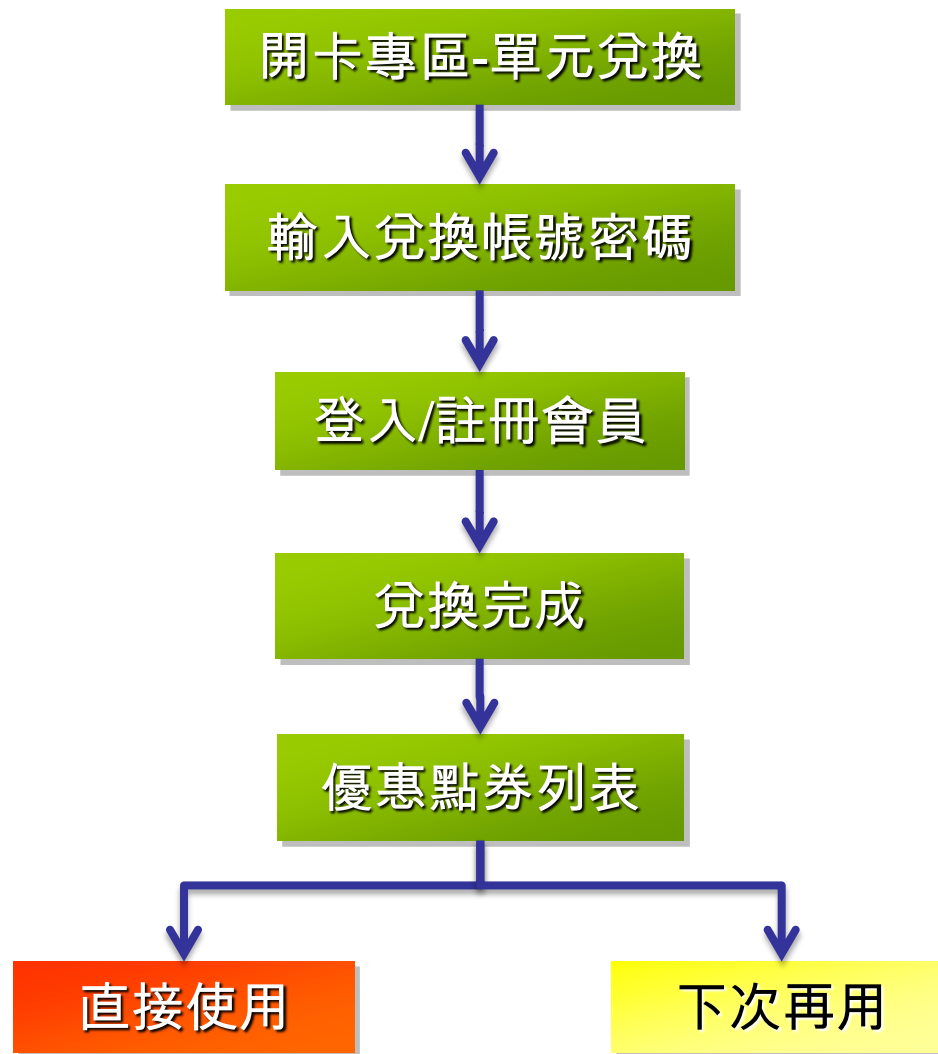 開卡專區-單元兌換
輸入兌換帳號密碼
登入/註冊會員
兌換完成
優惠點券列表
直接使用
下次再用